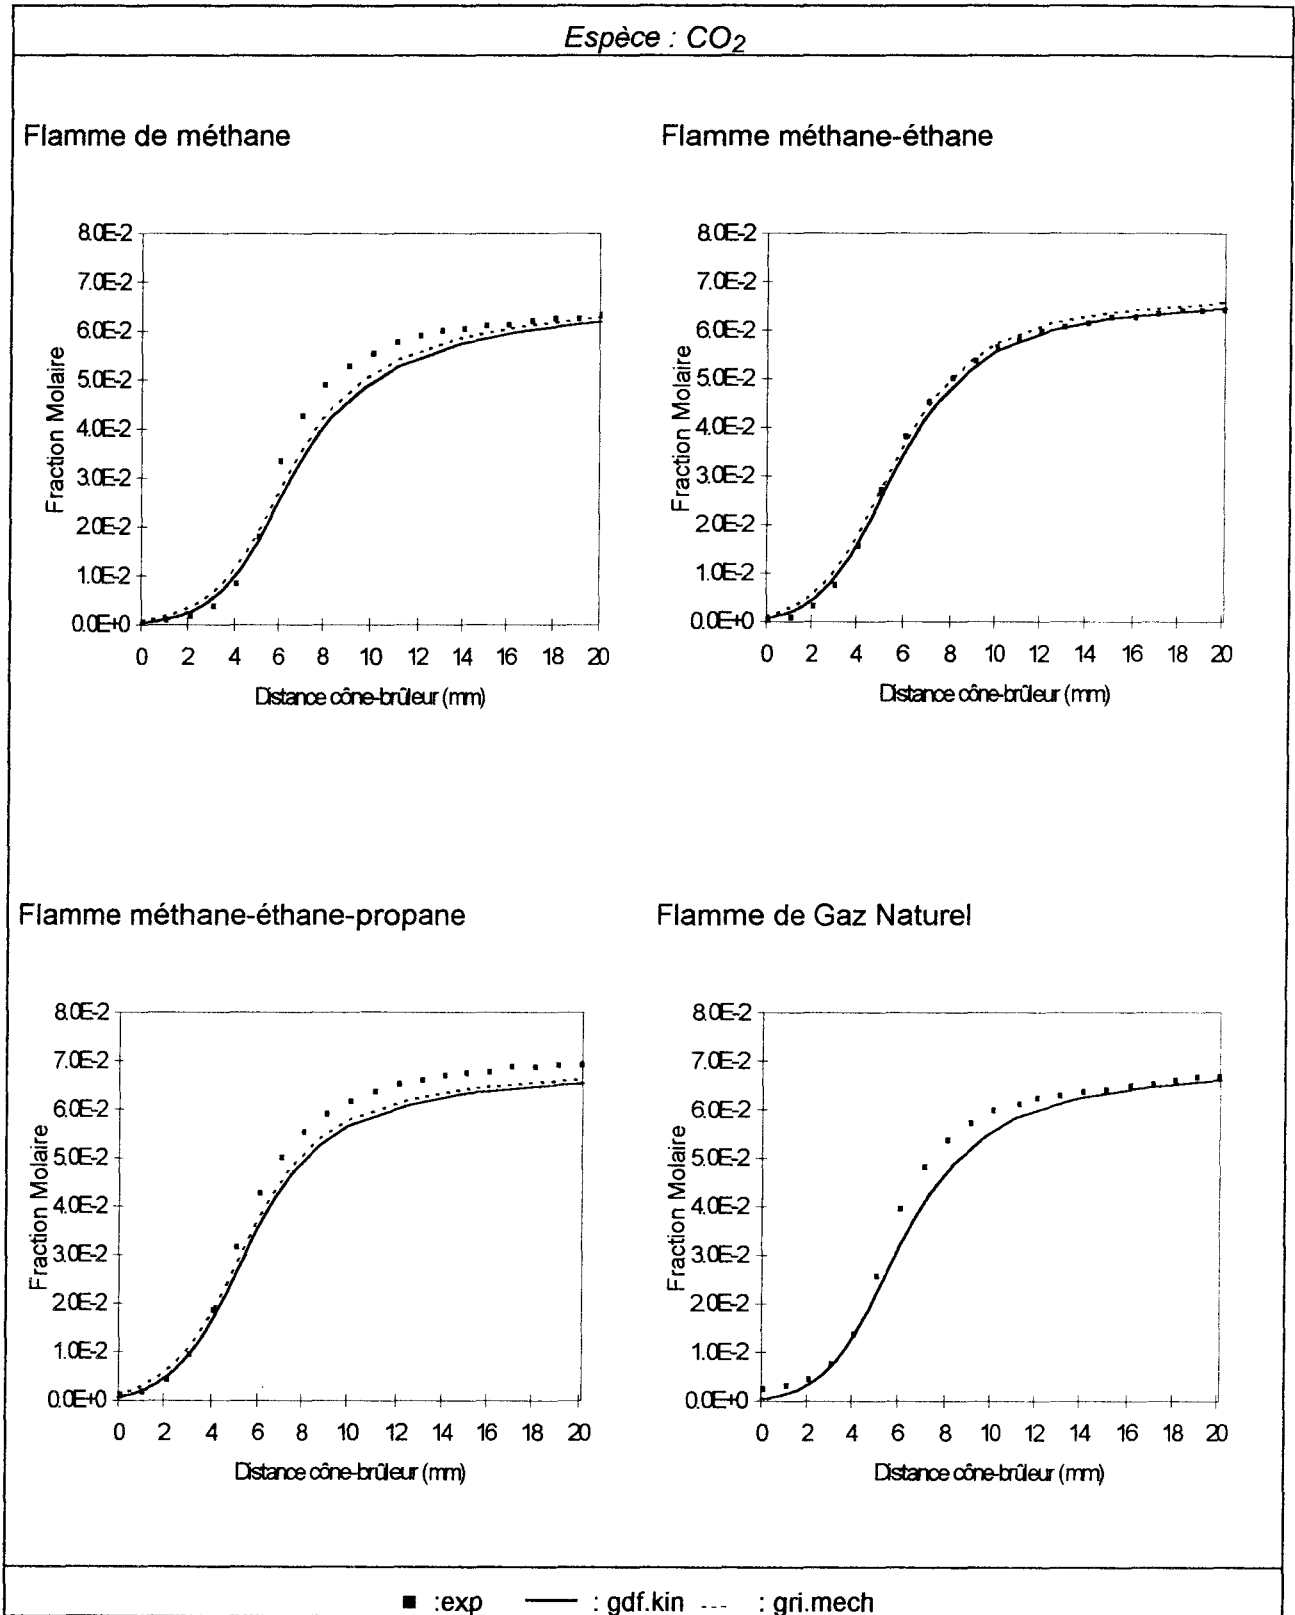 Espèce : CO2
Flamme de méthane
Flamme méthane-éthane
8.0E-2
7.0E-2
6.0E-2
5.0E-2
4.0E-2
3.0E-2
2.0E-2
1.0E-2
0.0E+0
Fraction Molaire
0 2 4 6 8 10 12 14 16 18 20
Distance cône-brûleur (mm)
8.0E-2
7.0E-2
6.0E-2
5.0E-2
4.0E-2
3.0E-2
2.0E-2
1.0E-2
0.0E+0
Fraction Molaire
0 2 4 6 8 10 12 14 16 18 20
Distance cône-brûleur (mm)
Flamme méthane-éthane-propane
Flamme de Gaz Naturel
8.0E-2
7.0E-2
6.0E-2
5.0E-2
4.0E-2
3.0E-2
2.0E-2
1.0E-2
0.0E+0
Fraction Molaire
0 2 4 6 8 10 12 14 16 18 20
Distance cône-brûleur (mm)
8.0E-2
7.0E-2
6.0E-2
5.0E-2
4.0E-2
3.0E-2
2.0E-2
1.0E-2
0.0E+0
Fraction Molaire
0 2 4 6 8 10 12 14 16 18 20
Distance cône-brûleur (mm)
:exp : gdf.kin : gri.mech